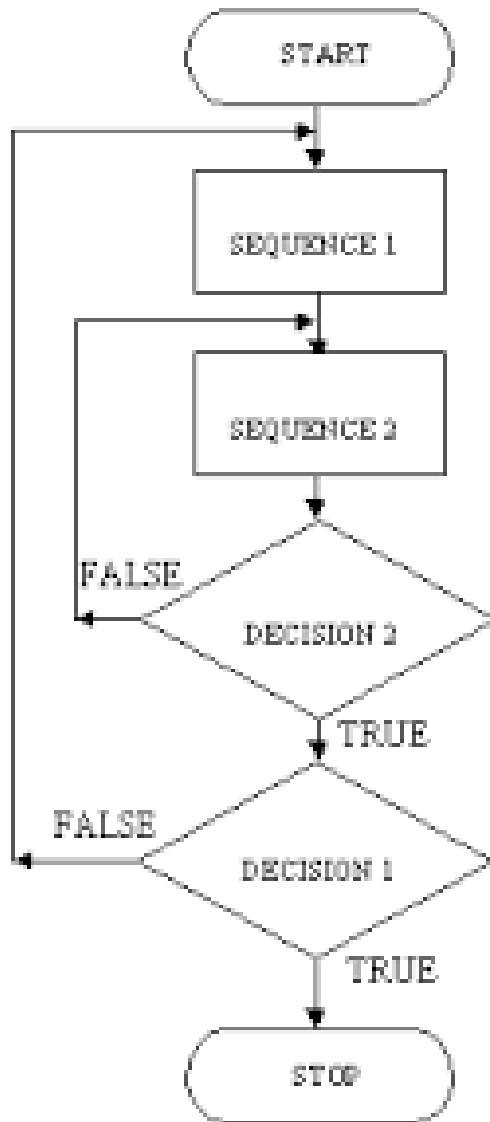 START
SEQUENCE 1
SEQUENCE 2
FALSE
DECISION 2
TRUE
FALSE
DECISION 1
TRUE
STOP